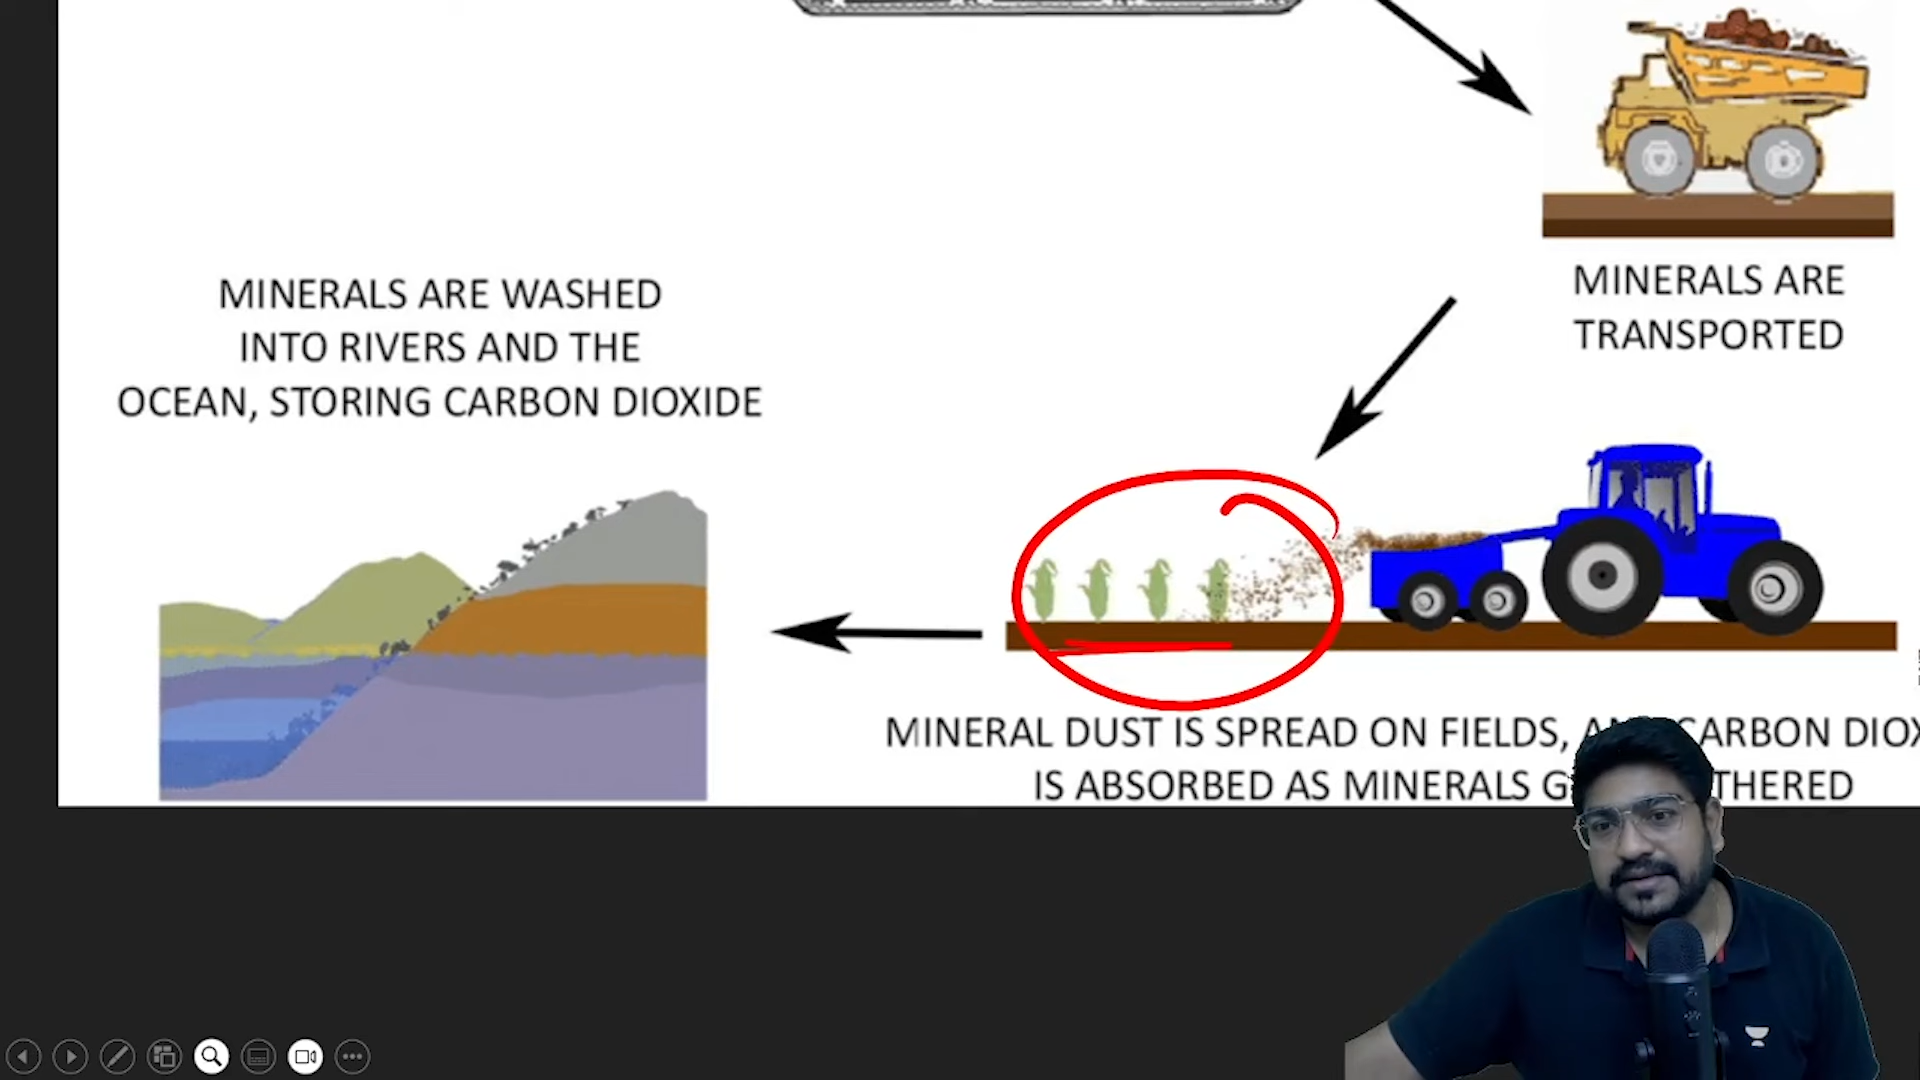 MINERALS ARE
TRANSPORTED
MINERALS ARE WASHED
INTO RIVERS AND THE
OCEAN, STORING CARBON DIOXIDE
MINERAL DUST IS SPREAD ON FIELDS, CARBON
IS ABSORBED AS MINERALS